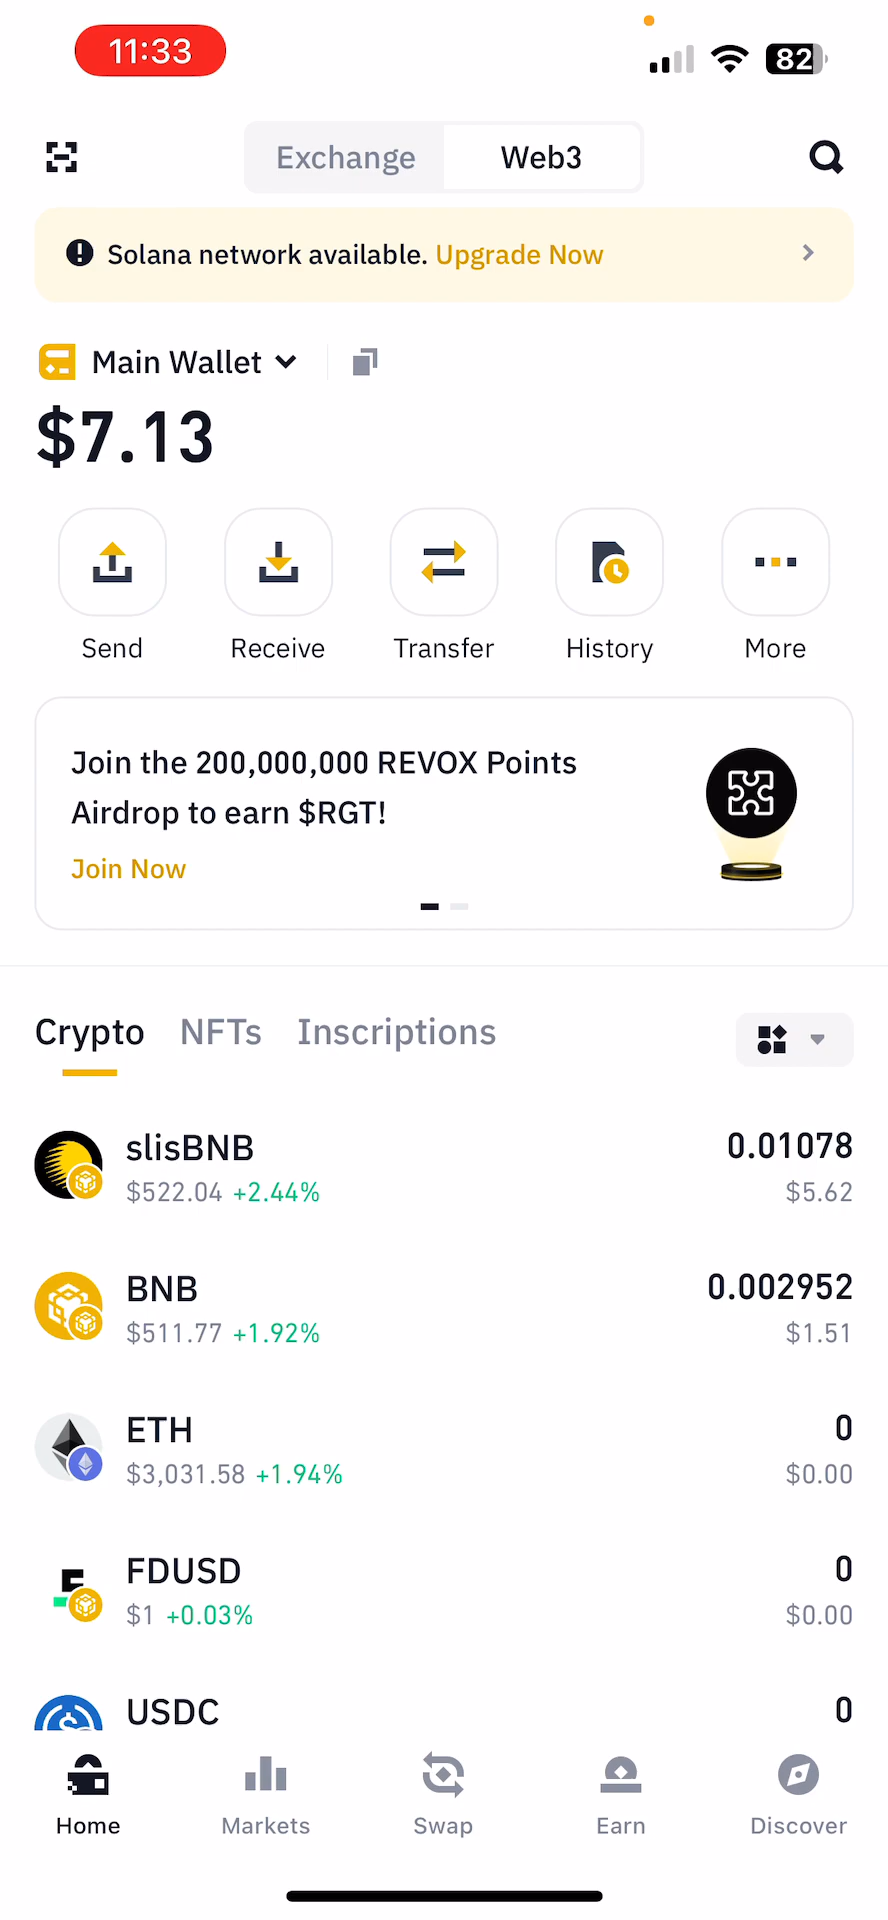 11:33
82
Exchange
Web3
Solana network available. Upgrade Now
Main Wallet
$7.13
Send
Receive
Transfer
History
More
Join the 200,000,000 REVOX Points
Airdrop to earn $RGT!
Join Now
Crypto
NFTs
Inscriptions
slisBNB
0.01078
$522.04 +2.44%
$5.62
BNB
0.002952
$511.77 +1.92%
$1.51
ETH
0
$3,031.58 +1.94%
$0.00
FDUSD
0
$1 +0.03%
$0.00
USDC
0
Home
Markets
Swap
Earn
Discover